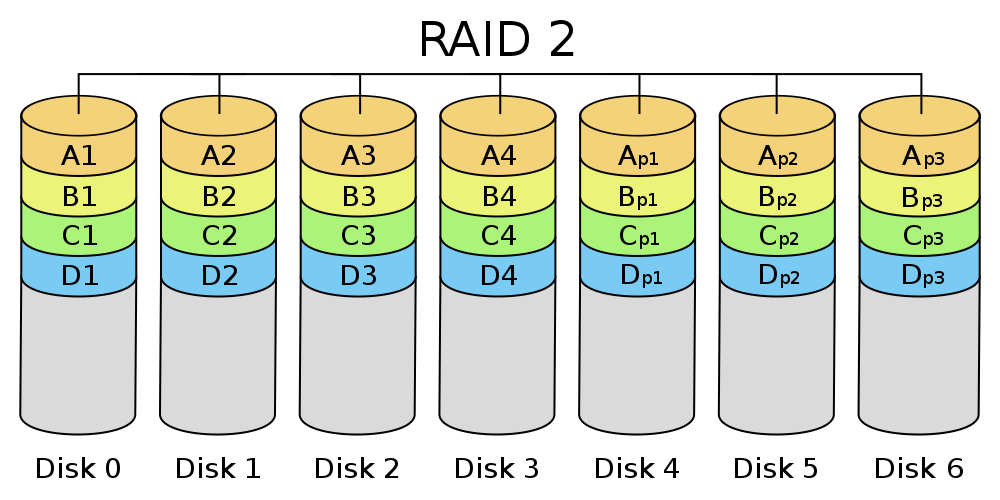 RAID 2
A1 A2 A3 A4 Ap1 Ap2 Ap3
B1 B2 B3 B4 Bp1 Bp2 Bp3
C1 C2 C3 C4 Cp1 Cp2 Cp3
D1 D2 D3 D4 Dp1 Dp2 Dp3
Disk 0 Disk 1 Disk 2 Disk 3 Disk 4 Disk 5 Disk 6